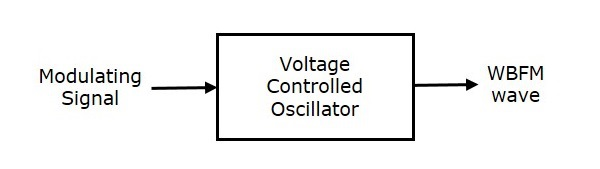 Modulating
Signal
Voltage
Controlled
Oscillator
WBFM
wave